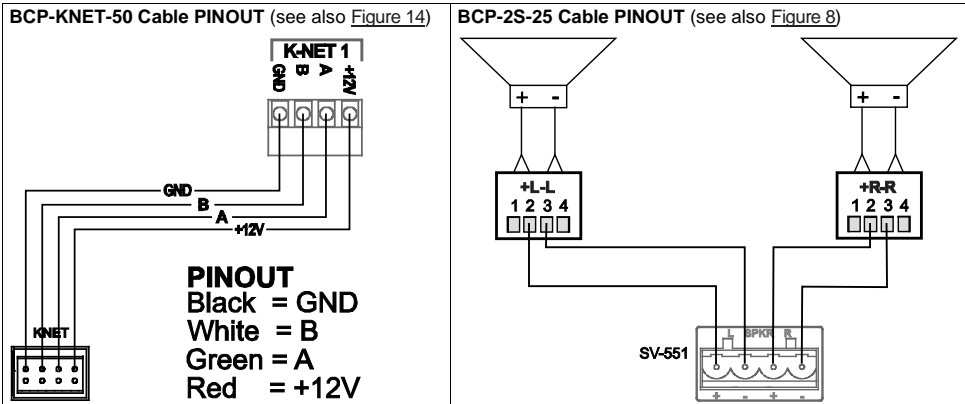 BCP-KNET-50 Cable PINOUT (see also Figure 14)
K-NET 1
GND B A +12V
GND
B
A
+12V
PINOUT
Black = GND
White = B
Green = A
Red = +12V
KNET
BCP-2S-25 Cable PINOUT (see also Figure 8)
+ - + -
+L-L +R-R
1 2 3 4 1 2 3 4
L SPKR R
SV-551
+ - + -